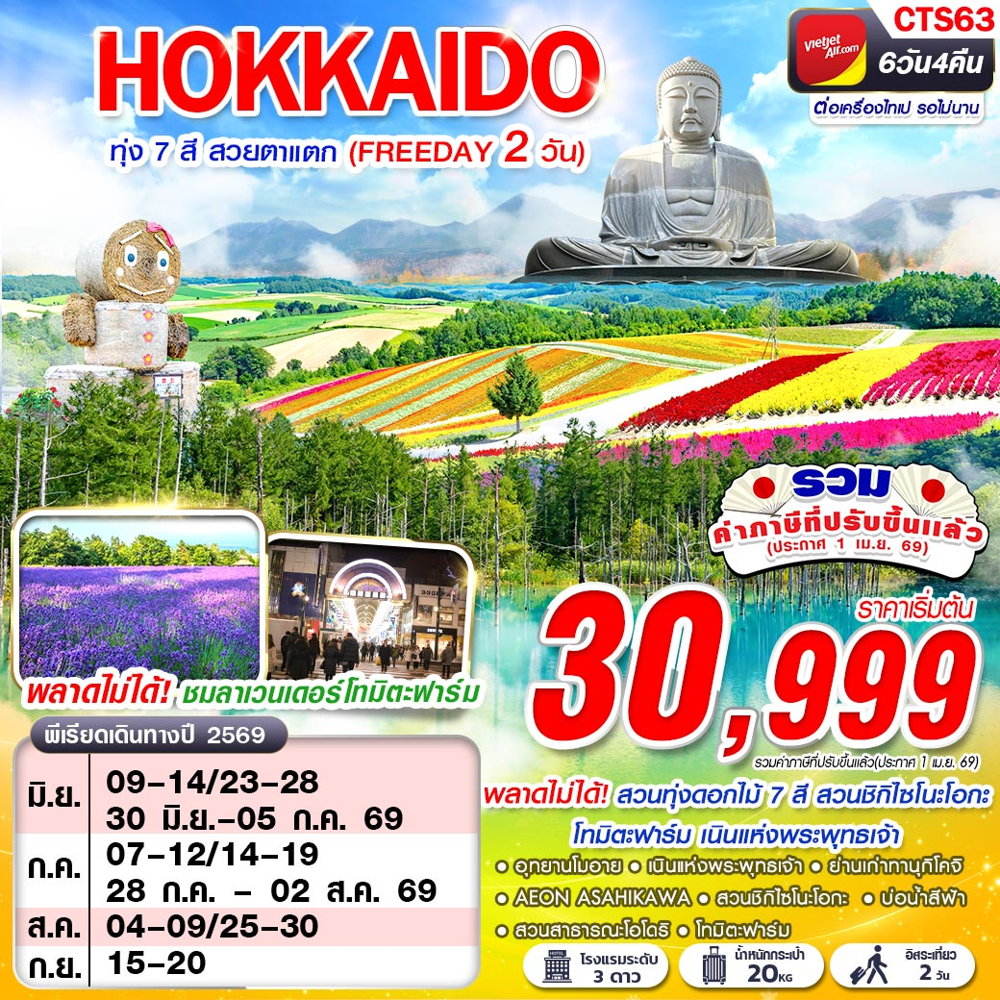 HOKKAIDO
ทุ่ง 7 สี สวยตาแตก (FREEDAY 2 วัน)
CTS63
Vietjet Air.com
6วัน4คืน
ต่อเครื่องไทเป รอไม่นาน
รวม
ค่าภาษีที่ปรับขึ้นแล้ว
(ประกาศ 1 เม.ย. 69)
ราคาเริ่มต้น
30,999
รวมค่าภาษีที่ปรับขึ้นแล้ว(ประกาศ 1 เม.ย. 69)
พลาดไม่ได้! ชมลาเวนเดอร์โทมิตะฟาร์ม
พีเรียดเดินทางปี 2569
มิ.ย. 09-14/23-28
30 มิ.ย.-05 ก.ค. 69
ก.ค. 07-12/14-19
28 ก.ค. - 02 ส.ค. 69
ส.ค. 04-09/25-30
ก.ย. 15-20
พลาดไม่ได้! สวนทุ่งดอกไม้ 7 สี สวนชิกิไซโนะโอกะ
โทมิตะฟาร์ม เนินแห่งพระพุทธเจ้า
• อุทยานโมอาย • เนินแห่งพระพุทธเจ้า • ย่านเก่าทานุกิโคจิ
• AEON ASAHIKAWA • สวนชิกิไซโนะโอกะ • บ่อน้ำสีฟ้า
• สวนสาธารณะโอโดริ • โทมิตะฟาร์ม
HOTEL
โรงแรมระดับ
3 ดาว
น้ำหนักกระเป๋า
20KG
อิสระเที่ยว
2 วัน